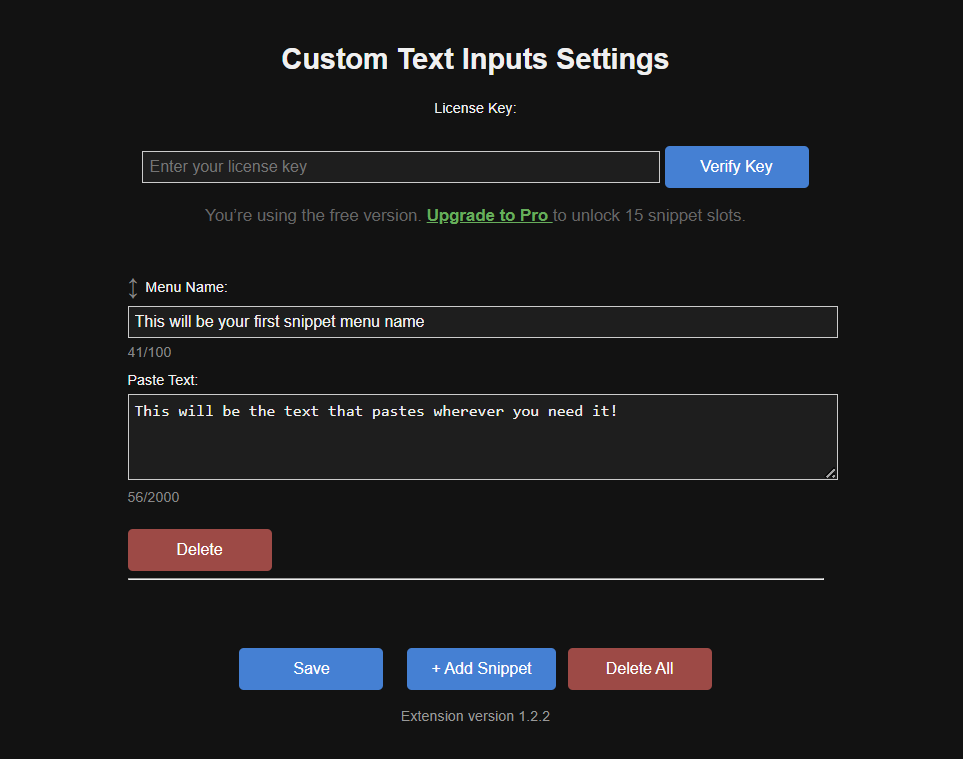 Custom Text Inputs Settings
License Key:
Enter your license key
Verify Key
You’re using the free version. Upgrade to Pro to unlock 15 snippet slots.
Menu Name:
This will be your first snippet menu name
41/100
Paste Text:
This will be the text that pastes wherever you need it!
56/2000
Delete
Save
+ Add Snippet
Delete All
Extension version 1.2.2